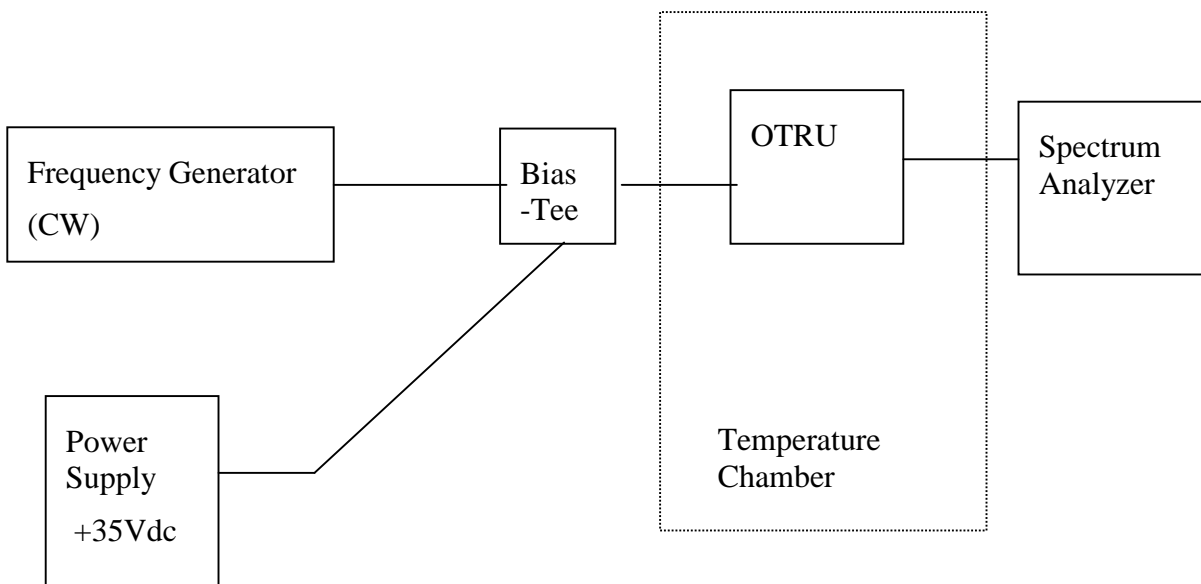 Frequency Generator
(CW)
Bias
-Tee
OTRU
Spectrum
Analyzer
Power
Supply
+35Vdc
Temperature
Chamber